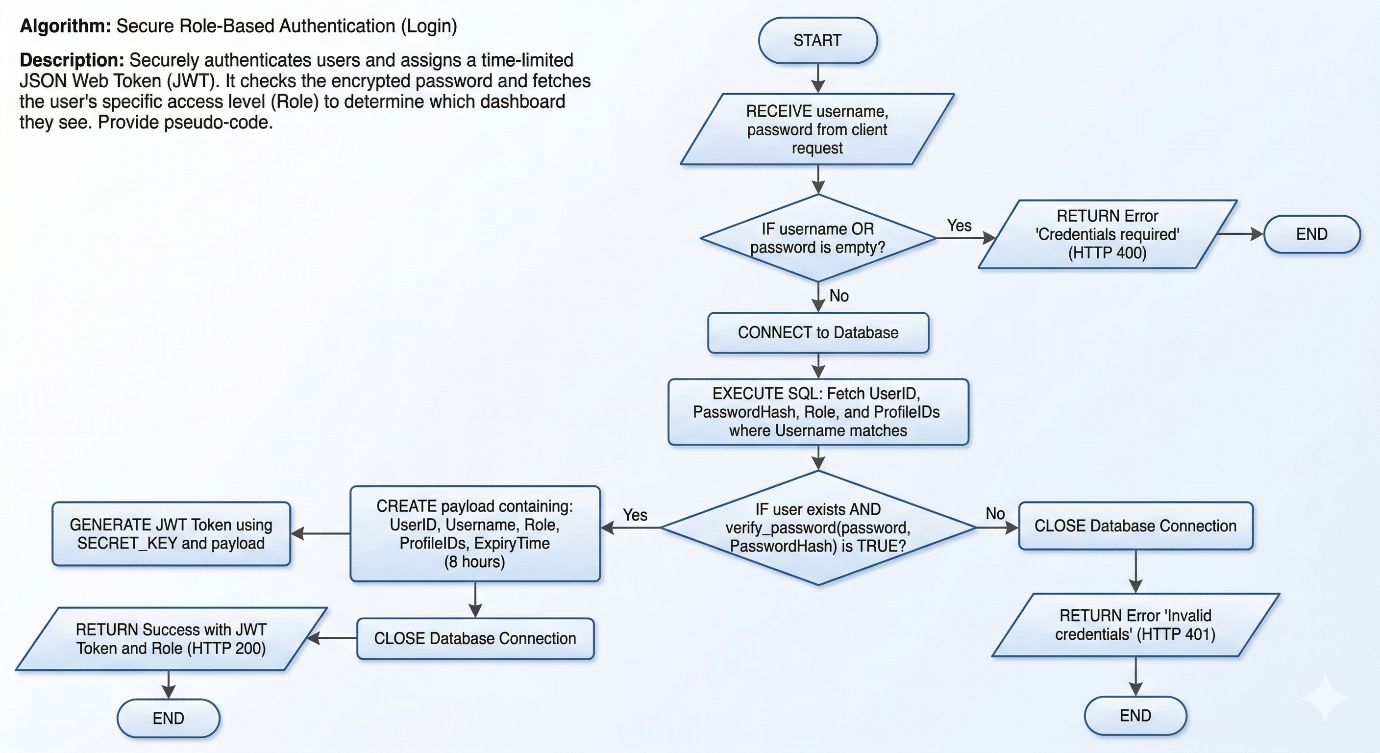 Algorithm: Secure Role-Based Authentication (Login)
Description: Securely authenticates users and assigns a time-limited
JSON Web Token (JWT). It checks the encrypted password and fetches
the user's specific access level (Role) to determine which dashboard
they see. Provide pseudo-code.
START
RECEIVE username,
password from client
request
IF username OR
password is empty?
Yes
RETURN Error
'Credentials required'
(HTTP 400)
END
No
CONNECT to Database
EXECUTE SQL: Fetch UserID,
PasswordHash, Role, and ProfileIDs
where Username matches
IF user exists AND
verify_password(password,
PasswordHash) is TRUE?
Yes
CREATE payload containing:
UserID, Username, Role,
ProfileIDs, ExpiryTime
(8 hours)
GENERATE JWT Token using
SECRET_KEY and payload
CLOSE Database Connection
RETURN Success with JWT
Token and Role (HTTP 200)
END
No
CLOSE Database Connection
RETURN Error 'Invalid
credentials' (HTTP 401)
END